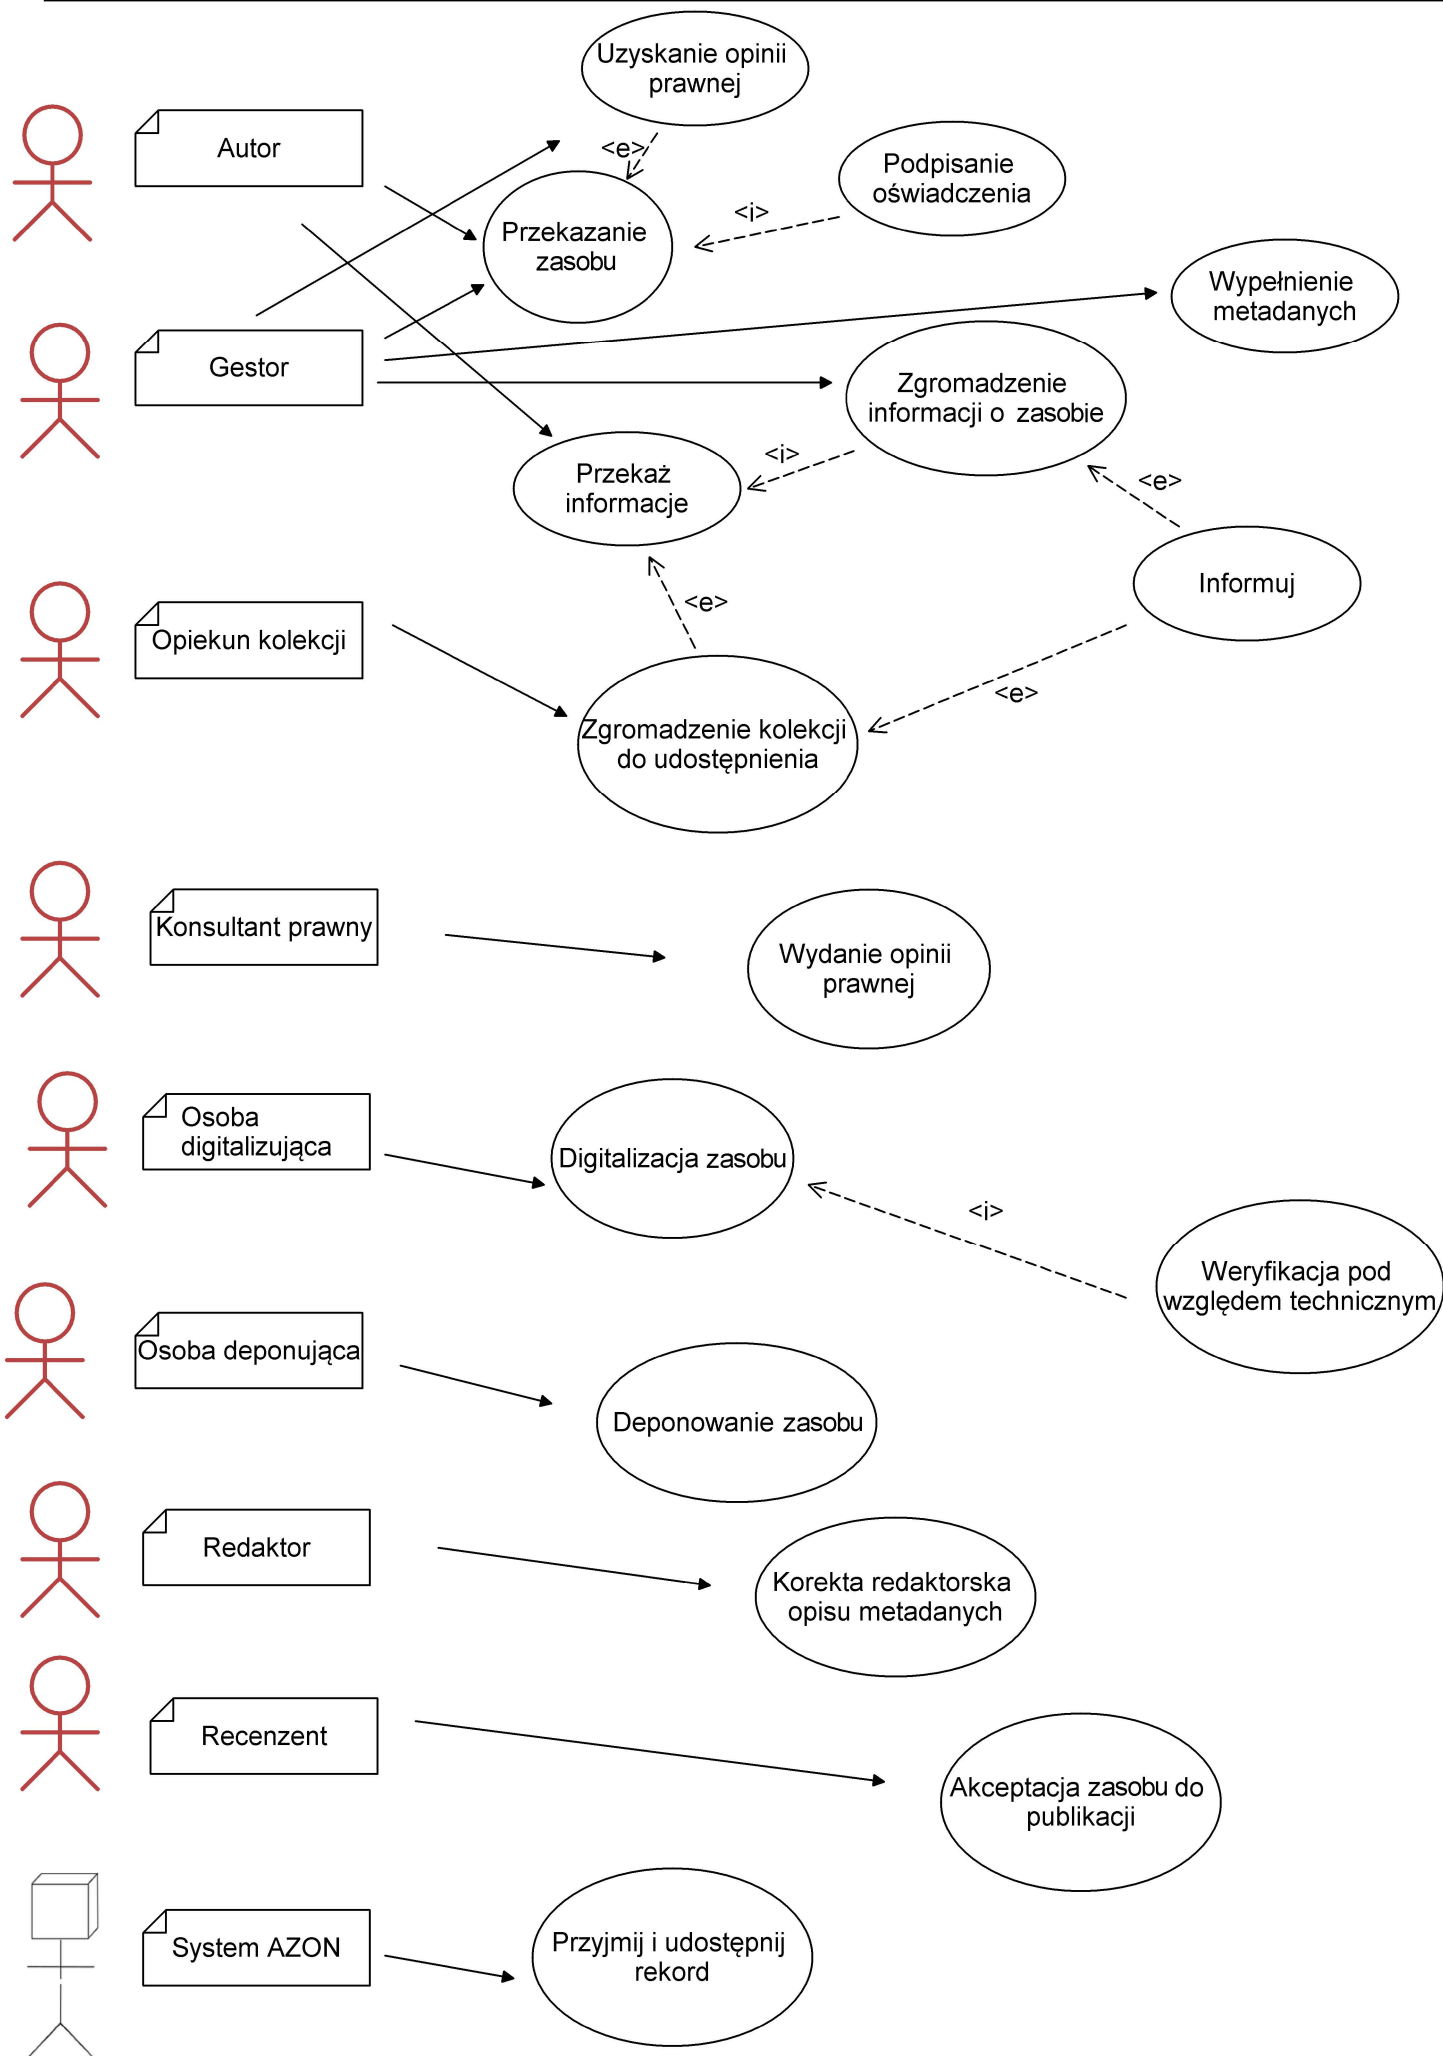 Uzyskanie opinii
prawnej
Autor
<e>
Podpisanie
oświadczenia
<i>
Przekazanie
zasobu
Wypełnienie
metadanych
Gestor
Zgromadzenie
informacji o zasobie
<i>
Przekaż
informacje
<e>
Informuj
<e>
Opiekun kolekcji
<e>
Zgromadzenie kolekcji
do udostępnienia
Konsultant prawny
Wydanie opinii
prawnej
Osoba
digitalizująca
Digitalizacja zasobu
<i>
Weryfikacja pod
względem technicznym
Osoba deponująca
Deponowanie zasobu
Redaktor
Korekta redaktorska
opisu metadanych
Recenzent
Akceptacja zasobu do
publikacji
System AZON
Przyjmij i udostępnij
rekord